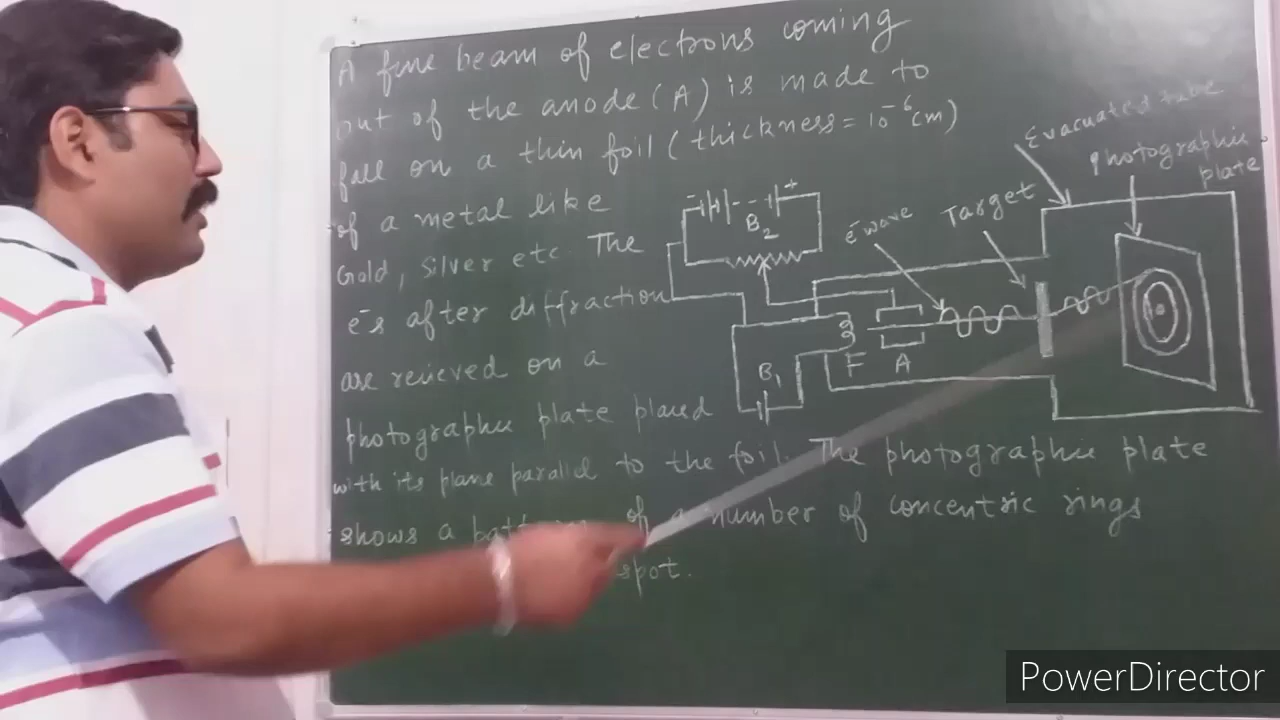 A fine beam of electrons coming
out of the anode (A) is made to
fall on a thin foil (thickness = 10⁻⁶cm)
of a metal like
Gold, Silver etc. The
e⁻s after diffraction
are recieved on a
photographic plate placed
with its plane parallel to the foil. The photographic plate
shows a of a number of concentric rings
spot.
Evacuated tube
photographic
plate
Target
e⁻ wave
- +
B₂
B₁
F
A
PowerDirector